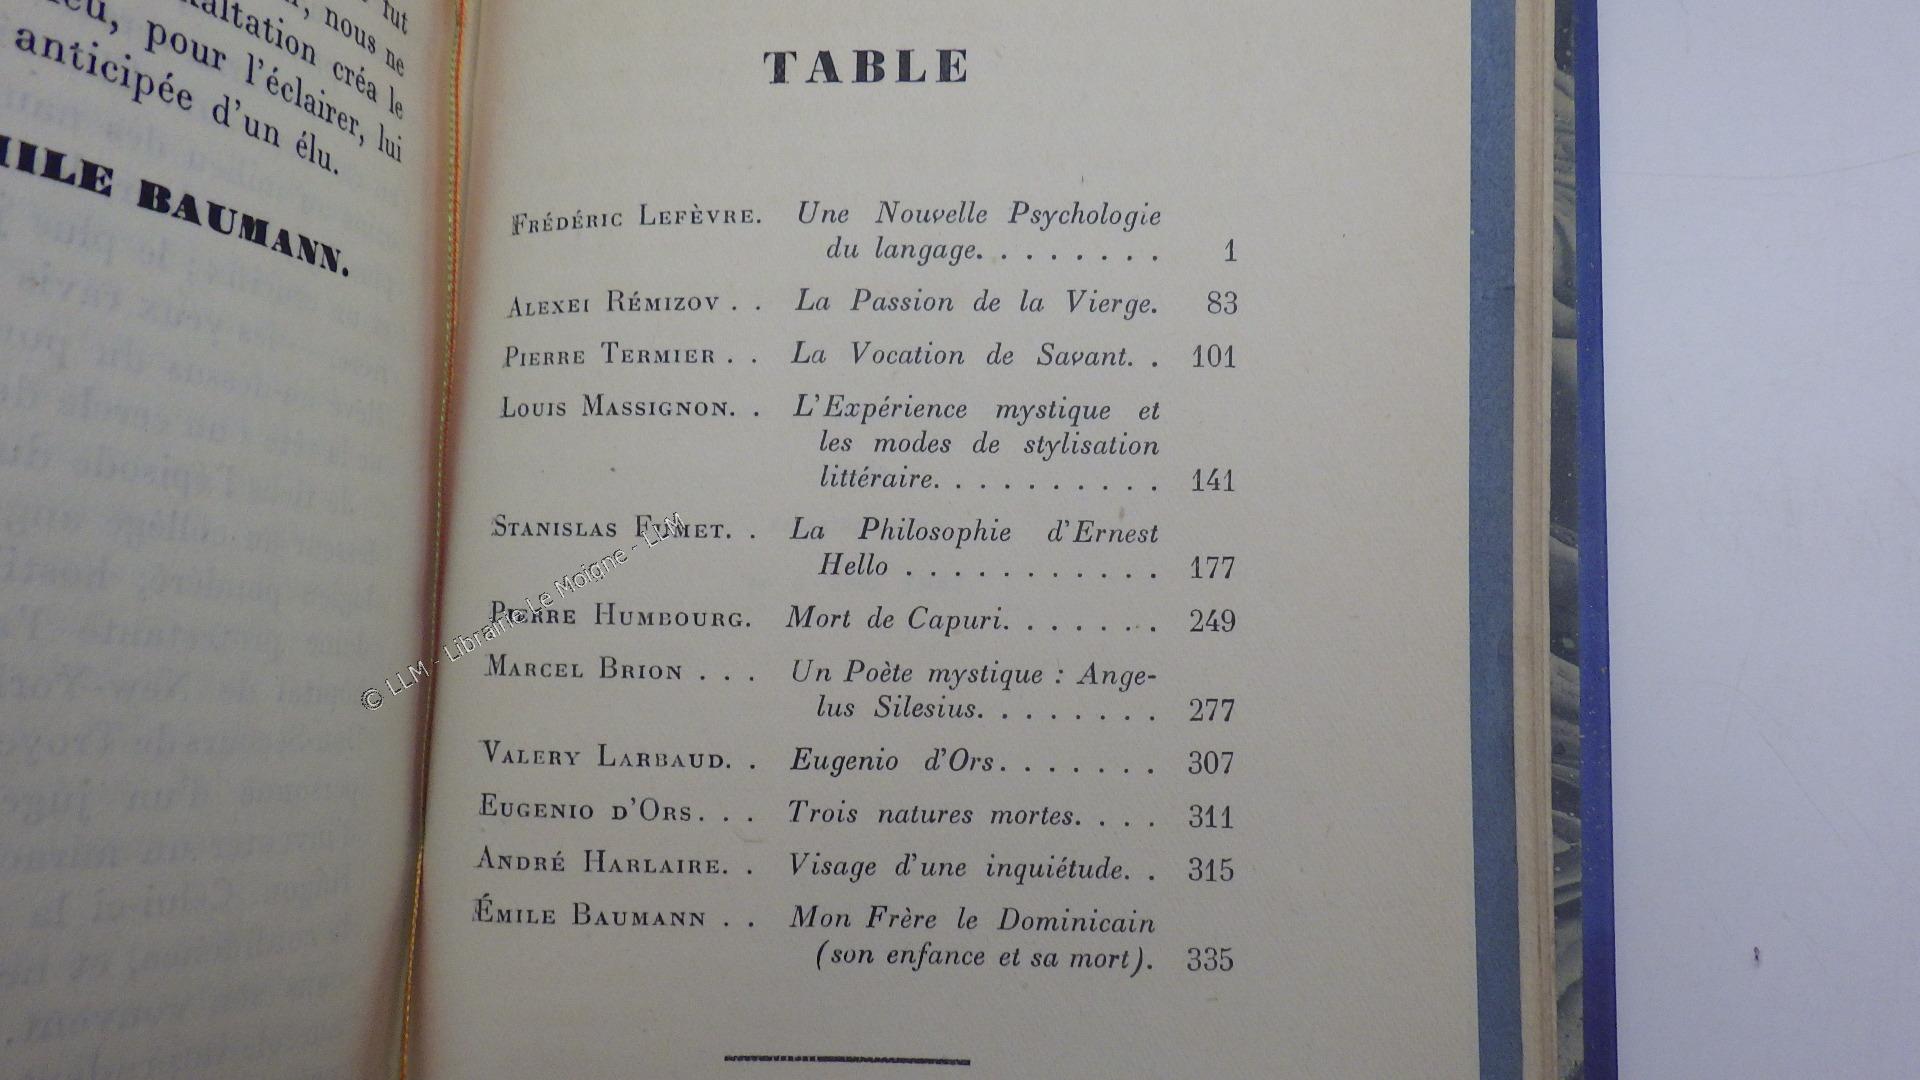 fut
, nous ne
exaltation créa le
pour l'éclairer, lui
anticipée d'un élu.
MILE BAUMANN.
TABLE
FRÉDÉRIC LEFÈVRE. Une Nouvelle Psychologie
du langage. . . . . . . . 1
ALEXEI RÉMIZOV . . La Passion de la Vierge. 83
PIERRE TERMIER . . La Vocation de Savant. . 101
LOUIS MASSIGNON. . L'Expérience mystique et
les modes de stylisation
littéraire. . . . . . . . . . 141
STANISLAS FUMET. . La Philosophie d'Ernest
Hello . . . . . . . . . . . 177
PIERRE HUMBOURG. Mort de Capuri. . . . . . . 249
MARCEL BRION . . . Un Poète mystique : Ange-
lus Silesius. . . . . . . . 277
VALERY LARBAUD. . Eugenio d'Ors. . . . . . . 307
EUGENIO D'ORS. . . Trois natures mortes. . . . 311
ANDRÉ HARLAIRE. . Visage d'une inquiétude. . 315
ÉMILE BAUMANN . . Mon Frère le Dominicain
(son enfance et sa mort). 335
© LLM - Librairie Le Moigne - LLM